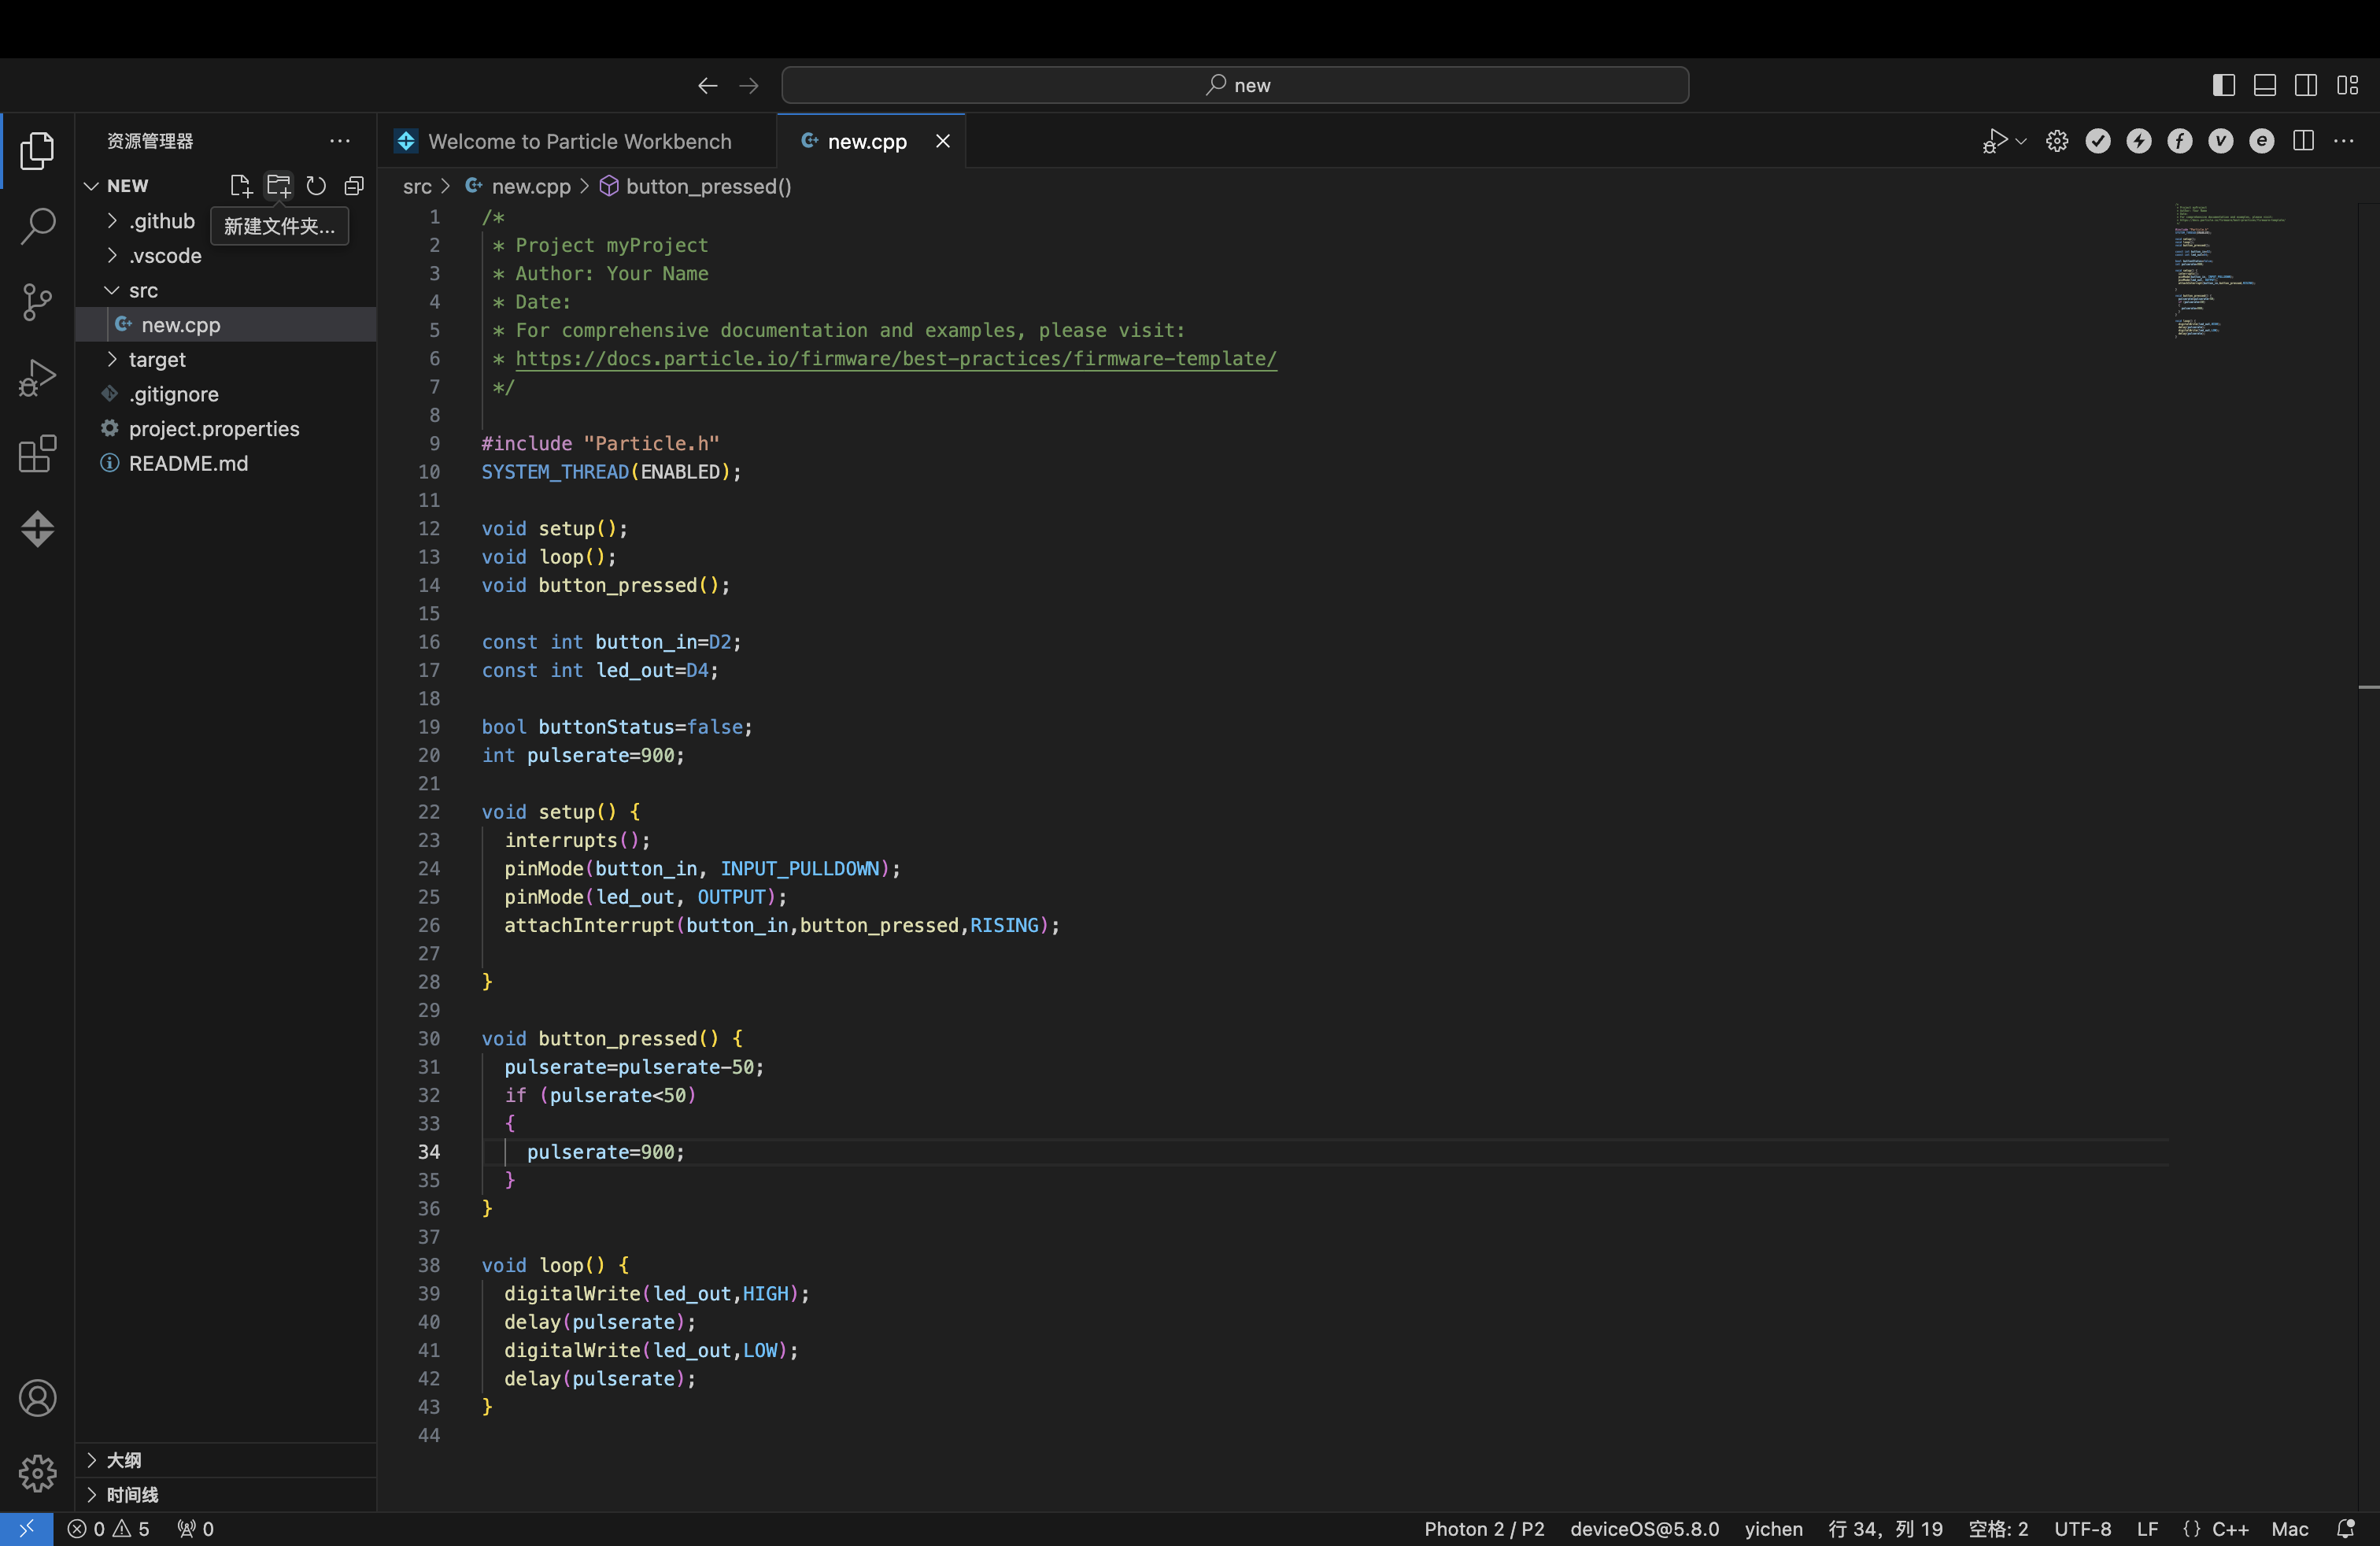 new
资源管理器
Welcome to Particle Workbench
new.cpp
NEW
src
new.cpp
button_pressed()
.github
新建文件夹...
.vscode
src
new.cpp
target
.gitignore
project.properties
README.md
大纲
时间线
1 /*
2 * Project myProject
3 * Author: Your Name
4 * Date:
5 * For comprehensive documentation and examples, please visit:
6 * https://docs.particle.io/firmware/best-practices/firmware-template/
7 */
8
9 #include "Particle.h"
10 SYSTEM_THREAD(ENABLED);
11
12 void setup();
13 void loop();
14 void button_pressed();
15
16 const int button_in=D2;
17 const int led_out=D4;
18
19 bool buttonStatus=false;
20 int pulserate=900;
21
22 void setup() {
23 interrupts();
24 pinMode(button_in, INPUT_PULLDOWN);
25 pinMode(led_out, OUTPUT);
26 attachInterrupt(button_in,button_pressed,RISING);
27
28 }
29
30 void button_pressed() {
31 pulserate=pulserate-50;
32 if (pulserate<50)
33 {
34 pulserate=900;
35 }
36 }
37
38 void loop() {
39 digitalWrite(led_out,HIGH);
40 delay(pulserate);
41 digitalWrite(led_out,LOW);
42 delay(pulserate);
43 }
44
0 5 0
Photon 2 / P2 deviceOS@5.8.0 yichen 行 34，列 19 空格: 2 UTF-8 LF {} C++ Mac